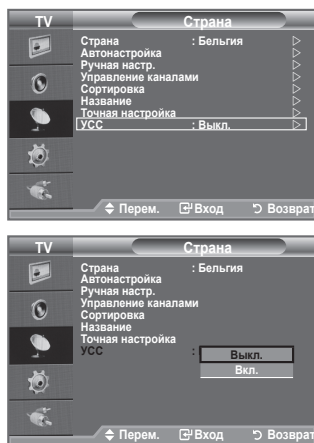 TV Страна
Страна : Бельгия
Автонастройка
Ручная настр.
Управление каналами
Сортировка
Название
Точная настройка
УСС : Выкл.
Перем. Вход Возврат
TV Страна
Страна : Бельгия
Автонастройка
Ручная настр.
Управление каналами
Сортировка
Название
Точная настройка
УСС : Выкл.
Вкл.
Перем. Вход Возврат